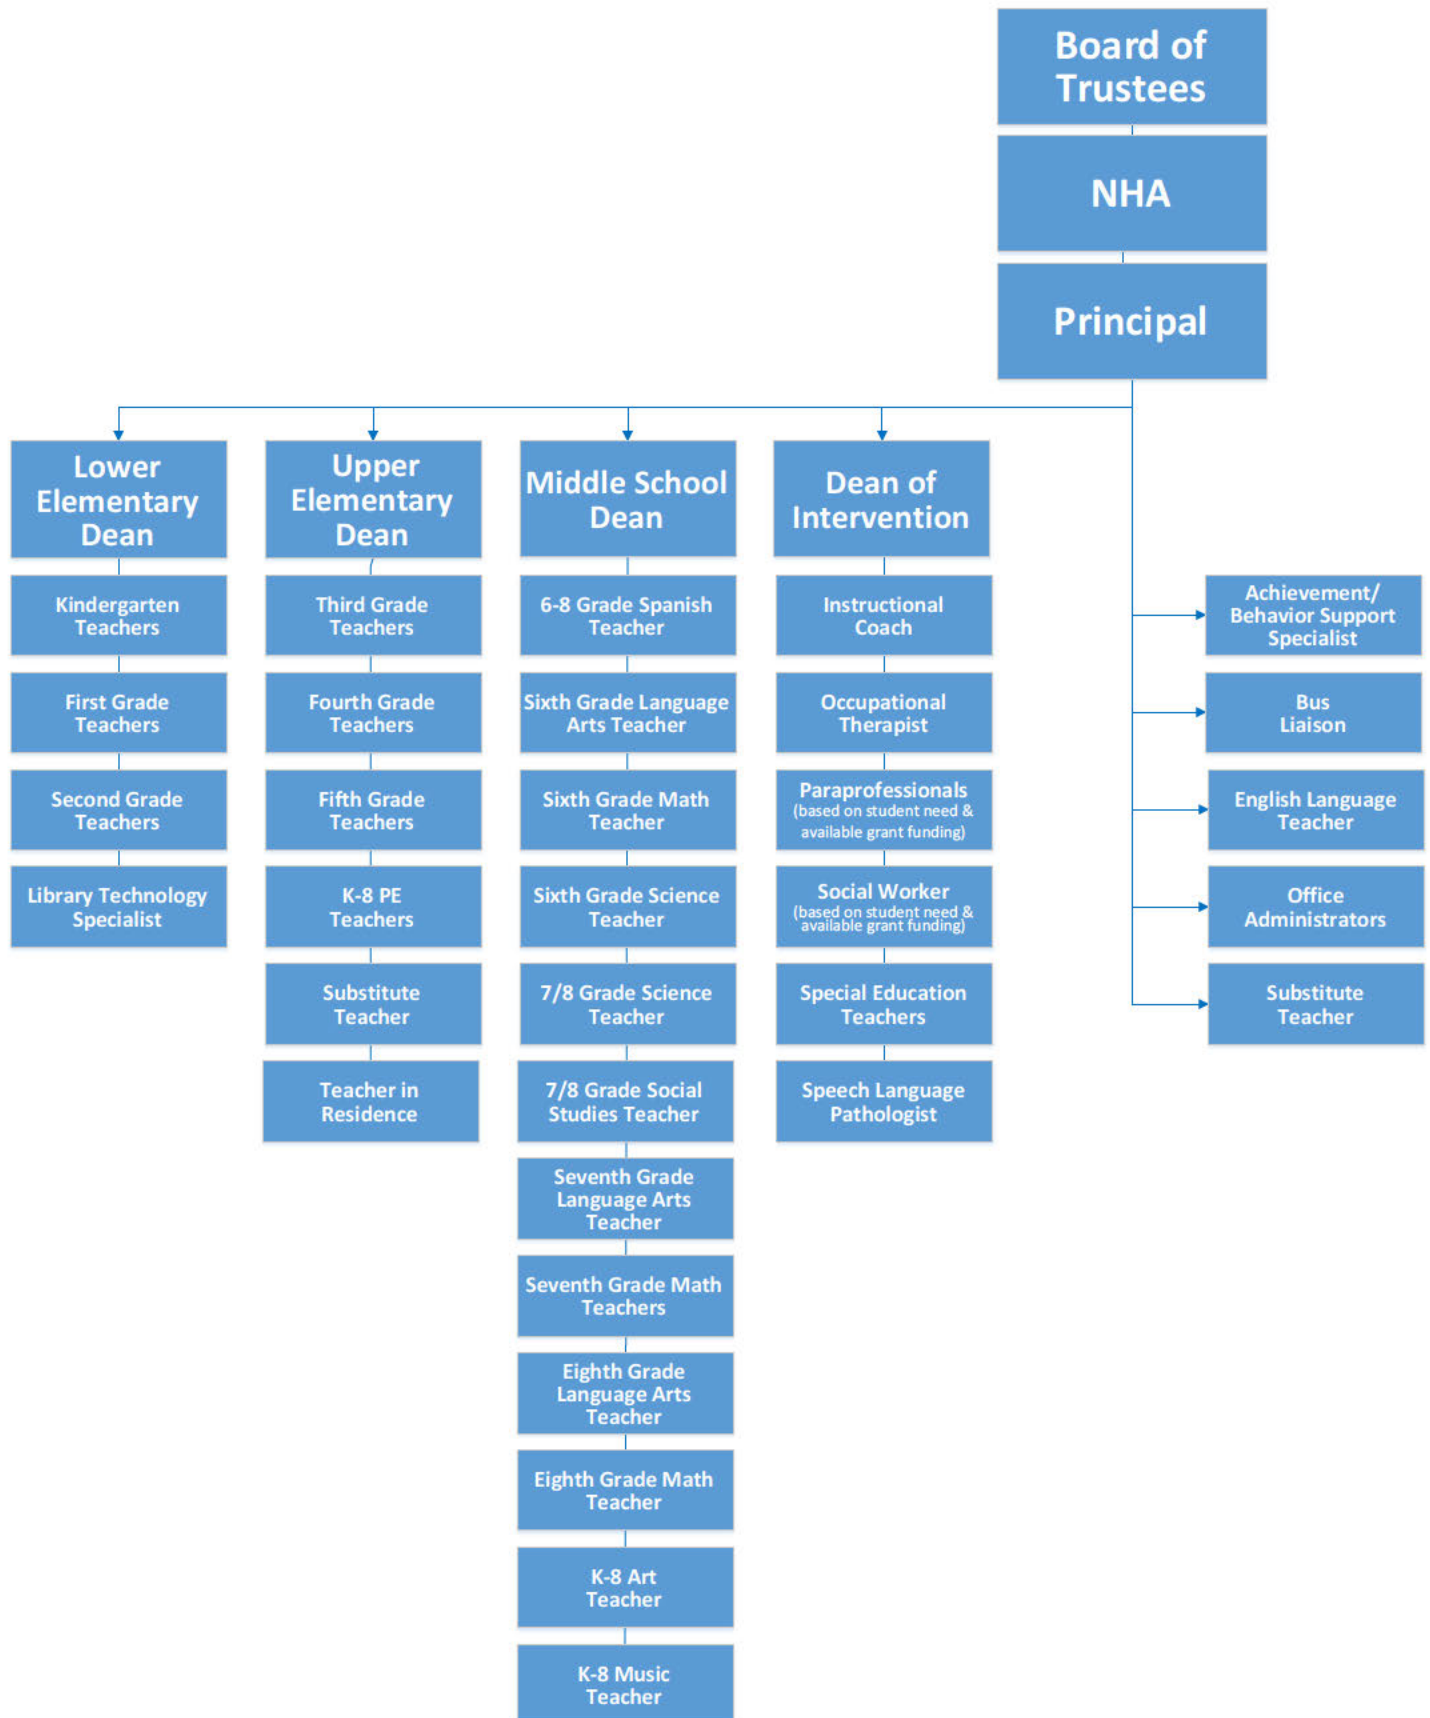 Board of
Trustees
NHA
Principal
Lower
Elementary
Dean
Kindergarten
Teachers
First Grade
Teachers
Second Grade
Teachers
Library Technology
Specialist
Upper
Elementary
Dean
Third Grade
Teachers
Fourth Grade
Teachers
Fifth Grade
Teachers
K-8 PE
Teachers
Substitute
Teacher
Teacher in
Residence
Middle School
Dean
6-8 Grade Spanish
Teacher
Sixth Grade Language
Arts Teacher
Sixth Grade Math
Teacher
Sixth Grade Science
Teacher
7/8 Grade Science
Teacher
7/8 Grade Social
Studies Teacher
Seventh Grade
Language Arts
Teacher
Seventh Grade Math
Teachers
Eighth Grade
Language Arts
Teacher
Eighth Grade Math
Teacher
K-8 Art
Teacher
K-8 Music
Teacher
Dean of
Intervention
Instructional
Coach
Occupational
Therapist
Paraprofessionals
(based on student need &
available grant funding)
Social Worker
(based on student need &
available grant funding)
Special Education
Teachers
Speech Language
Pathologist
Achievement/
Behavior Support
Specialist
Bus
Liaison
English Language
Teacher
Office
Administrators
Substitute
Teacher